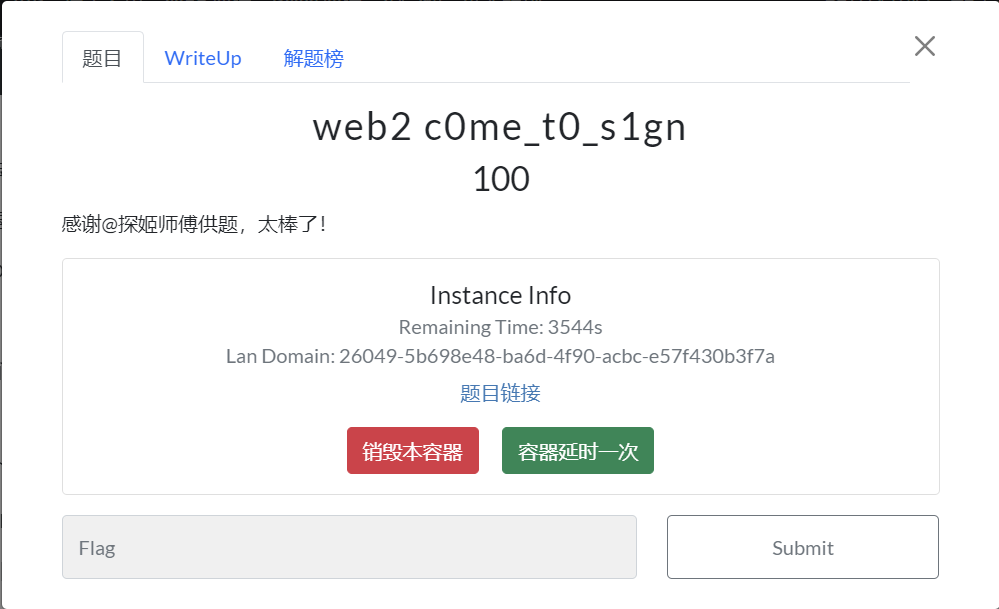 题目 WriteUp 解题榜
web2 c0me_t0_s1gn
100
感谢@探姬师傅供题，太棒了！
Instance Info
Remaining Time: 3544s
Lan Domain: 26049-5b698e48-ba6d-4f90-acbc-e57f430b3f7a
题目链接
销毁本容器 容器延时一次
Flag Submit